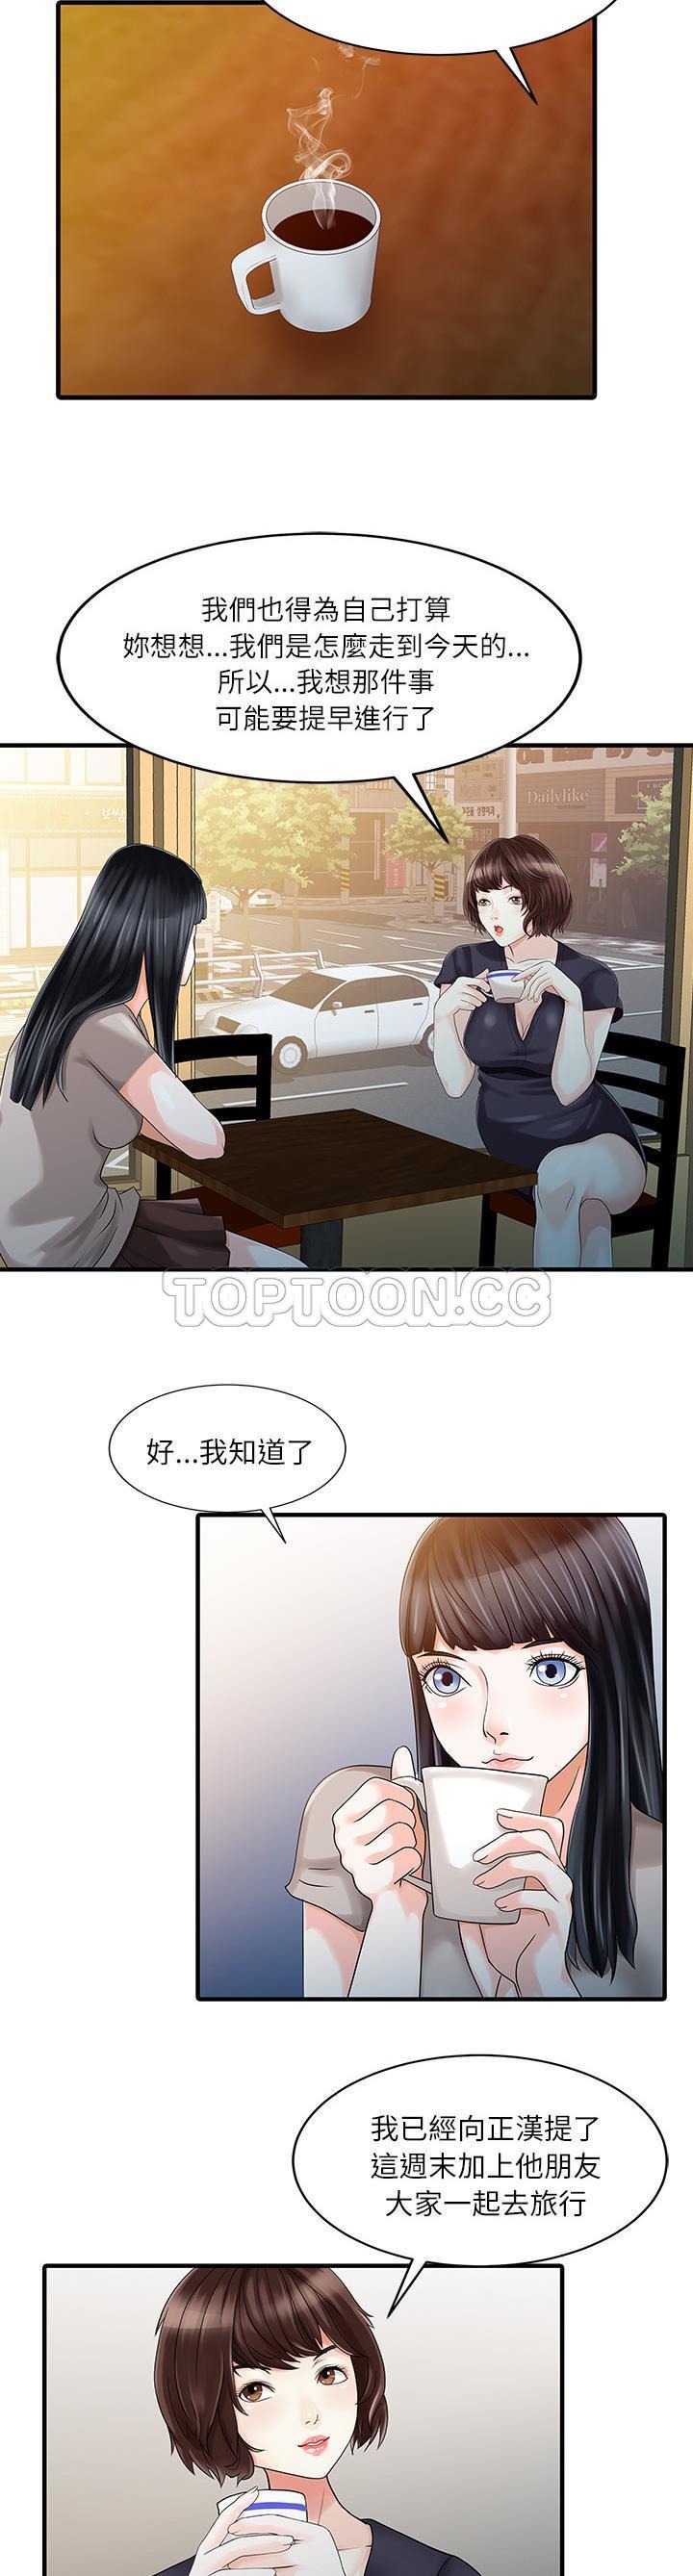 我們也得為自己打算
妳想想...我們是怎麼走到今天的...
所以...我想那件事
可能要提早進行了
Dailylike
TOPTOON.CC
好...我知道了
我已經向正漢提了
這週末加上他朋友
大家一起去旅行